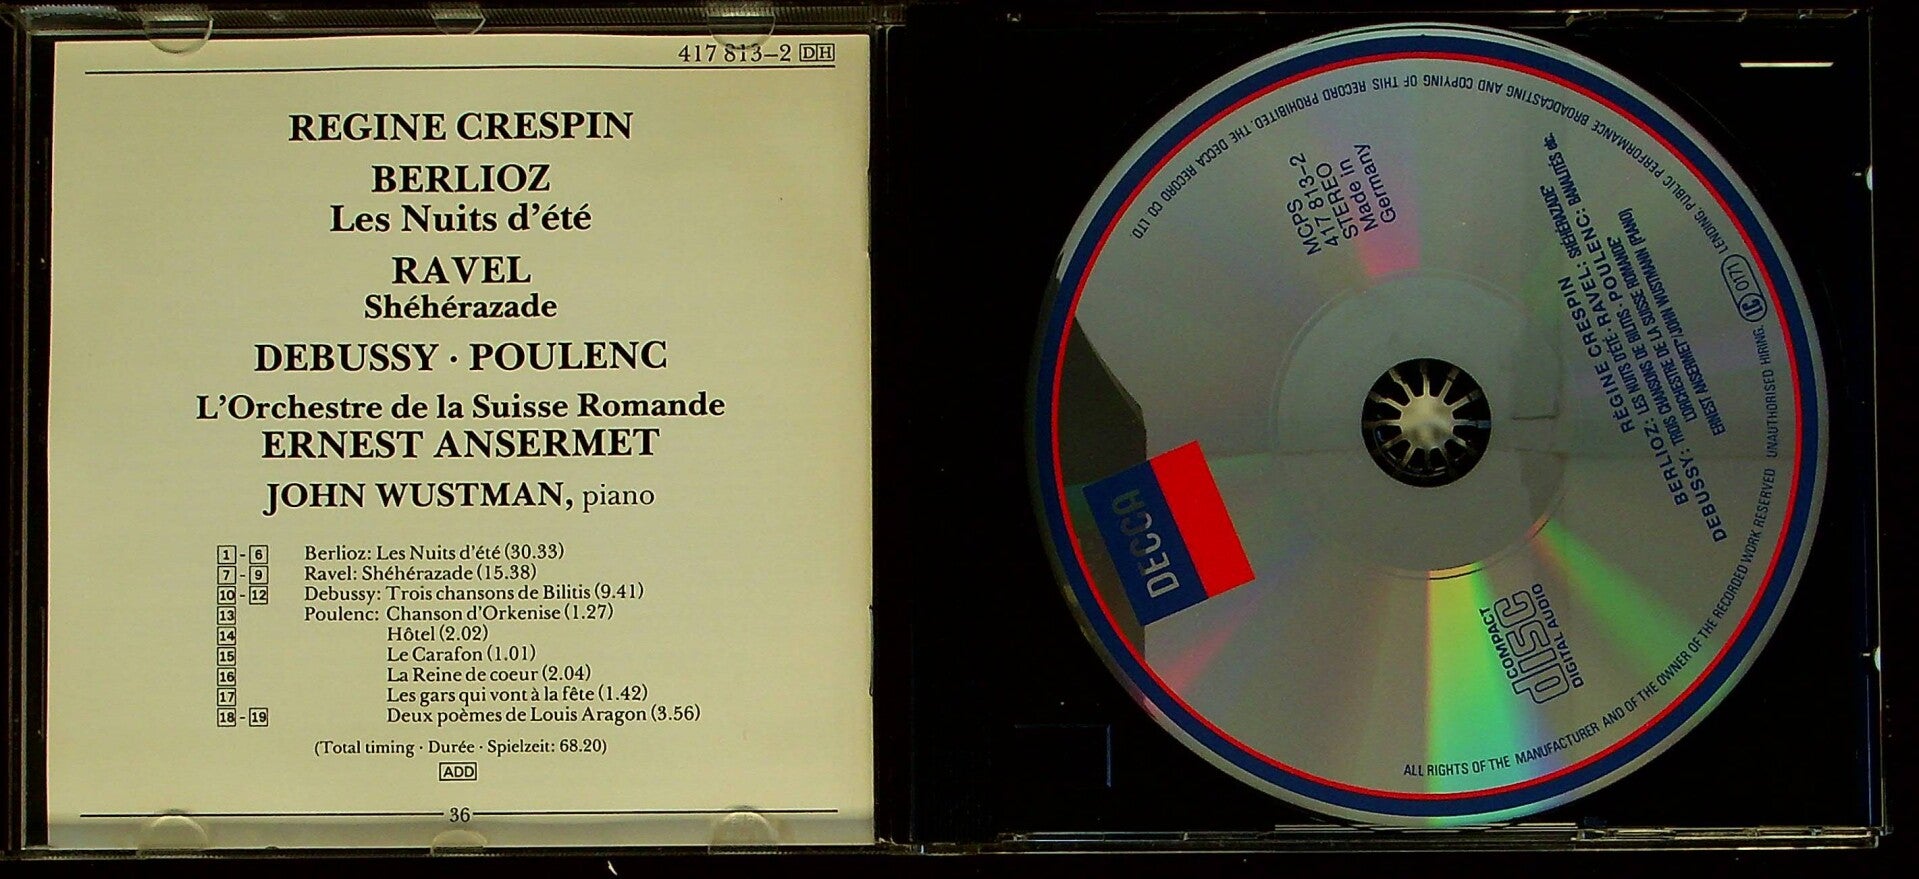 417 813–2 DH
REGINE CRESPIN
BERLIOZ
Les Nuits d'été
RAVEL
Shéhérazade
DEBUSSY · POULENC
L'Orchestre de la Suisse Romande
ERNEST ANSERMET
JOHN WUSTMAN, piano
1 - 6 Berlioz: Les Nuits d'été (30.33)
7 - 9 Ravel: Shéhérazade (15.38)
10 - 12 Debussy: Trois chansons de Bilitis (9.41)
13 Poulenc: Chanson d'Orkenise (1.27)
14 Hôtel (2.02)
15 Le Carafon (1.01)
16 La Reine de coeur (2.04)
17 Les gars qui vont à la fête (1.42)
18 - 19 Deux poèmes de Louis Aragon (3.56)
(Total timing · Durée · Spielzeit: 68.20)
ADD
36
DECCA
MCPS
417 813–2
STEREO
Made in
Germany
RÉGINE CRESPIN
BERLIOZ: LES NUITS D'ÉTÉ · RAVEL: SHÉHÉRAZADE
DEBUSSY: TROIS CHANSONS DE BILITIS · POULENC: BANALITÉS etc.
L'ORCHESTRE DE LA SUISSE ROMANDE
ERNEST ANSERMET / JOHN WUSTMANN (PIANO)
COMPACT
disc
DIGITAL AUDIO
ALL RIGHTS OF THE MANUFACTURER AND OF THE OWNER OF THE RECORDED WORK RESERVED UNAUTHORISED HIRING, LC 0171 LENDING, PUBLIC PERFORMANCE BROADCASTING AND COPYING OF THIS RECORD PROHIBITED. THE DECCA RECORD CO LTD.